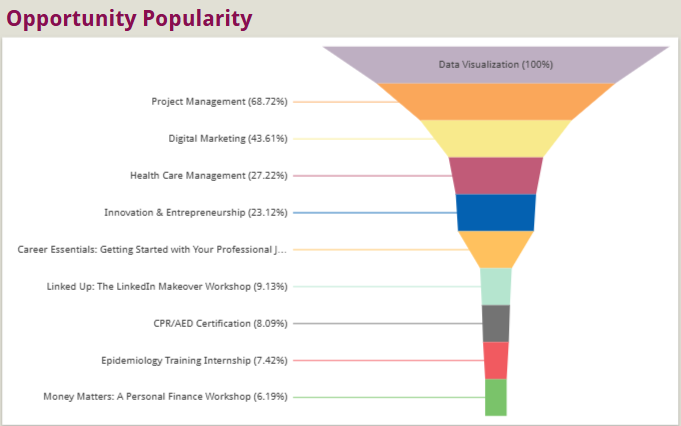 Opportunity Popularity
Data Visualization (100%)
Project Management (68.72%)
Digital Marketing (43.61%)
Health Care Management (27.22%)
Innovation & Entrepreneurship (23.12%)
Career Essentials: Getting Started with Your Professional J...
Linked Up: The LinkedIn Makeover Workshop (9.13%)
CPR/AED Certification (8.09%)
Epidemiology Training Internship (7.42%)
Money Matters: A Personal Finance Workshop (6.19%)